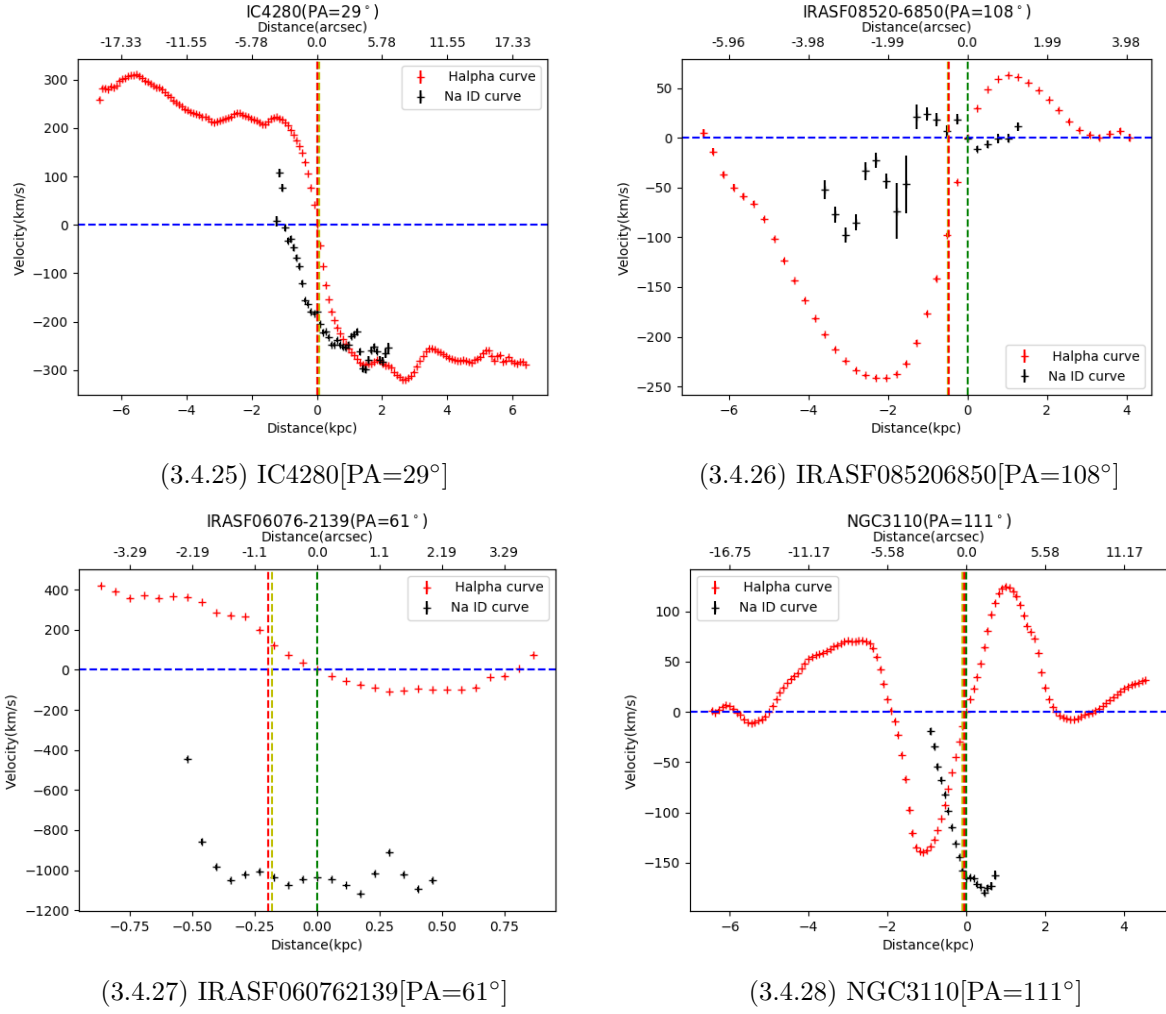 IC4280(PA=29°)
Distance(arcsec)
-17.33 -11.55 -5.78 0.0 5.78 11.55 17.33
Halpha curve
Na ID curve
300
200
100
0
−100
−200
−300
Velocity(km/s)
−6 −4 −2 0 2 4 6
Distance(kpc)
(3.4.25) IC4280[PA=29°]
IRASF08520-6850(PA=108°)
Distance(arcsec)
-5.96 -3.98 -1.99 0.0 1.99 3.98
50
0
−50
−100
−150
−200
−250
Velocity(km/s)
Halpha curve
Na ID curve
−6 −4 −2 0 2 4
Distance(kpc)
(3.4.26) IRASF085206850[PA=108°]
IRASF06076-2139(PA=61°)
Distance(arcsec)
-3.29 -2.19 -1.1 0.0 1.1 2.19 3.29
Halpha curve
Na ID curve
400
200
0
−200
−400
−600
−800
−1000
−1200
Velocity(km/s)
−0.75 −0.50 −0.25 0.00 0.25 0.50 0.75
Distance(kpc)
(3.4.27) IRASF060762139[PA=61°]
NGC3110(PA=111°)
Distance(arcsec)
-16.75 -11.17 -5.58 0.0 5.58 11.17
Halpha curve
Na ID curve
100
50
0
−50
−100
−150
Velocity(km/s)
−6 −4 −2 0 2 4
Distance(kpc)
(3.4.28) NGC3110[PA=111°]